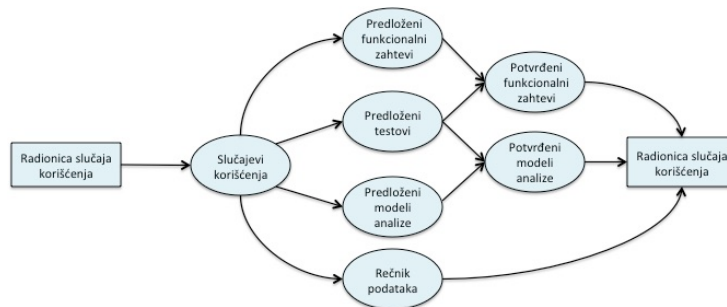 Radionica slučaja
korišćenja
Slučajevi
korišćenja
Predloženi
funkcionalni
zahtevi
Predloženi
testovi
Predloženi
modeli
analize
Rečnik
podataka
Potvrđeni
funkcionalni
zahtevi
Potvrđeni
modeli
analize
Radionica slučaja
korišćenja